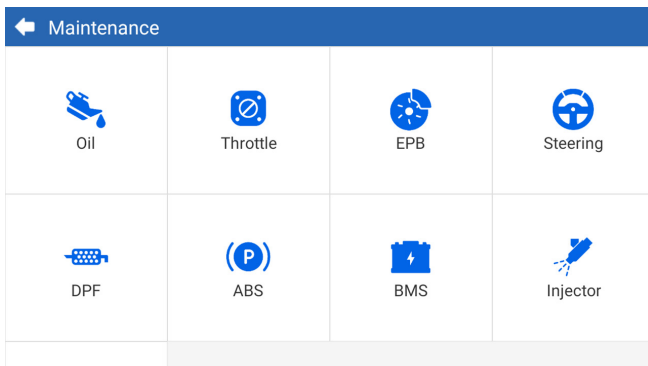 Maintenance
Oil
Throttle
EPB
Steering
P
DPF
ABS
BMS
Injector